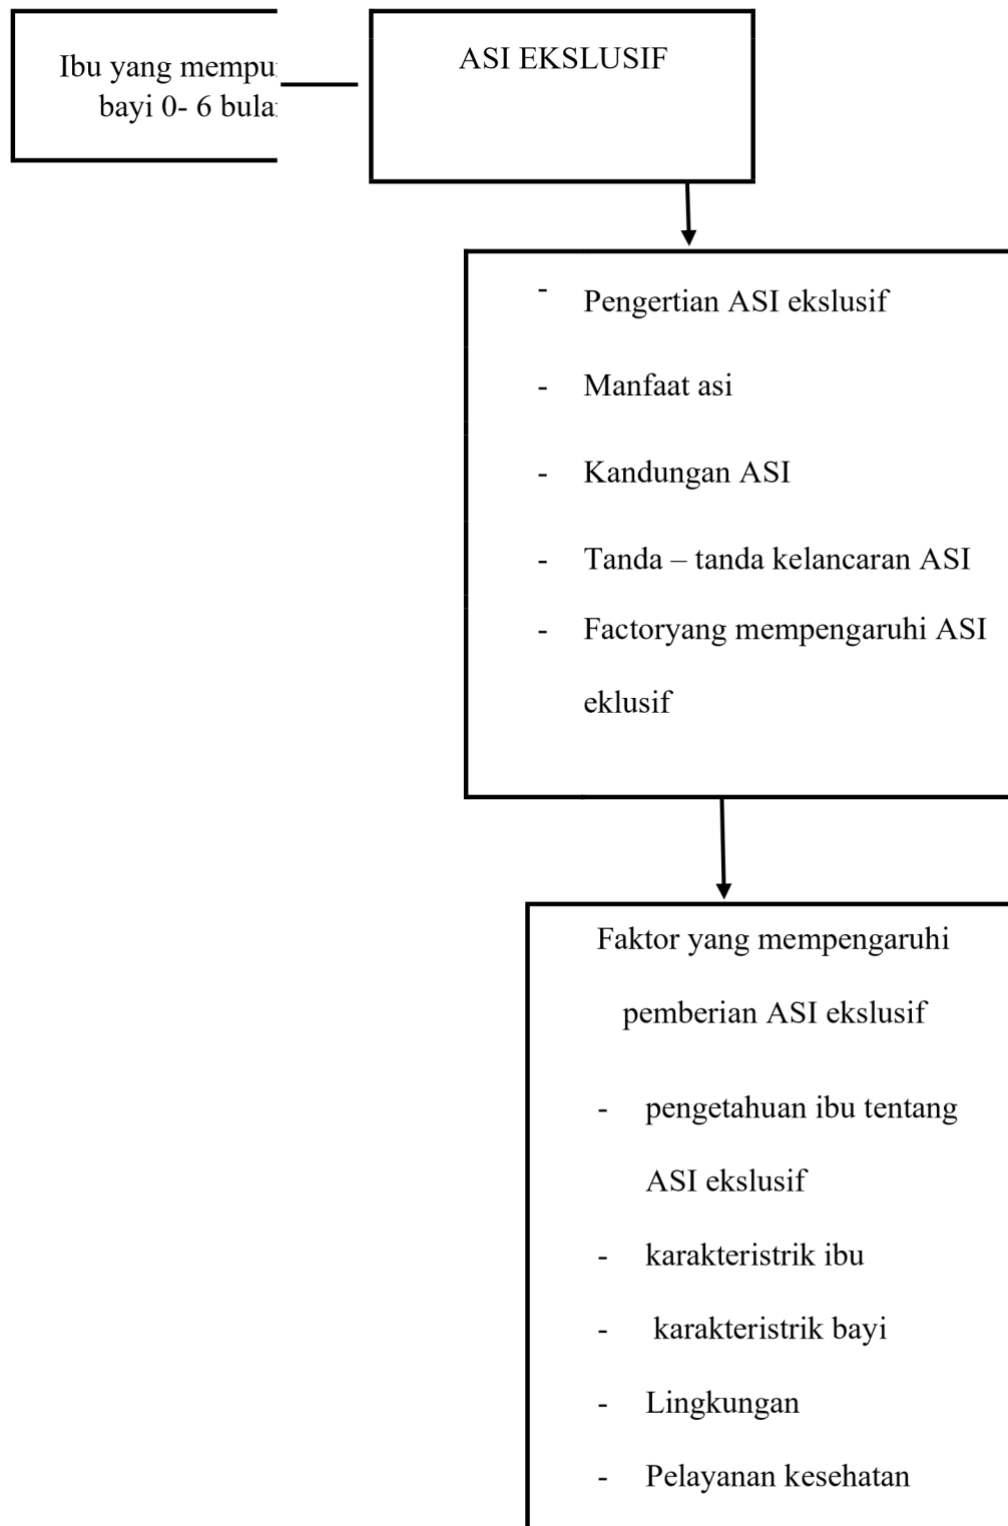 Ibu yang
bayi 0- 6
ASI EKSLUSIF
- Pengertian ASI ekslusif
- Manfaat asi
- Kandungan ASI
- Tanda – tanda kelancaran ASI
- Factoryang mempengaruhi ASI
eklusif
Faktor yang mempengaruhi
pemberian ASI ekslusif
- pengetahuan ibu tentang
ASI ekslusif
- karakteristrik ibu
- karakteristrik bayi
- Lingkungan
- Pelayanan kesehatan